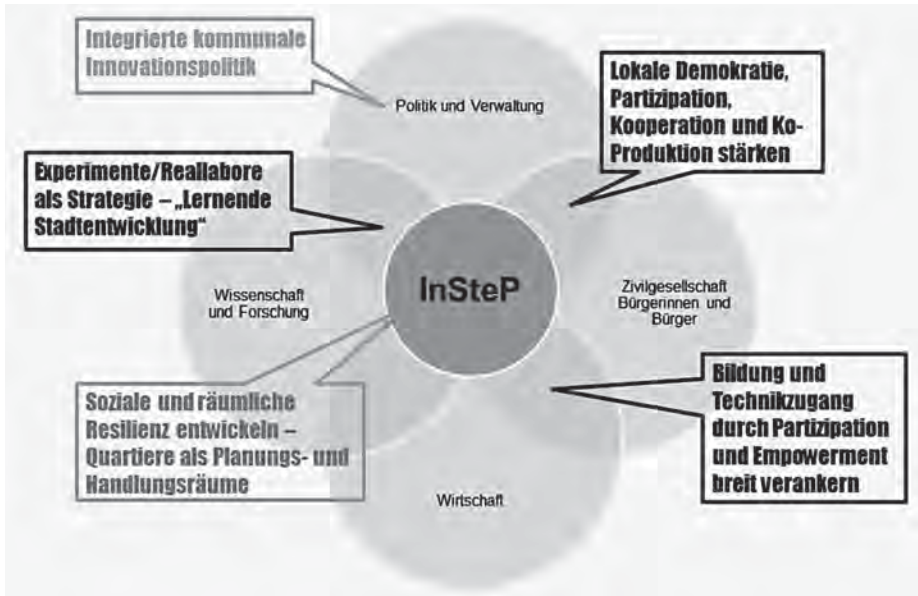 Integrierte kommunale
Innovationspolitik
Politik und Verwaltung
Lokale Demokratie,
Partizipation,
Kooperation und Ko-
Produktion stärken
Experimente/Reallabore
als Strategie – „Lernende
Stadtentwicklung“
InSteP
Wissenschaft
und Forschung
Zivilgesellschaft
Bürgerinnen und
Bürger
Soziale und räumliche
Resilienz entwickeln –
Quartiere als Planungs- und
Handlungsräume
Bildung und
Technikzugang
durch Partizipation
und Empowerment
breit verankern
Wirtschaft